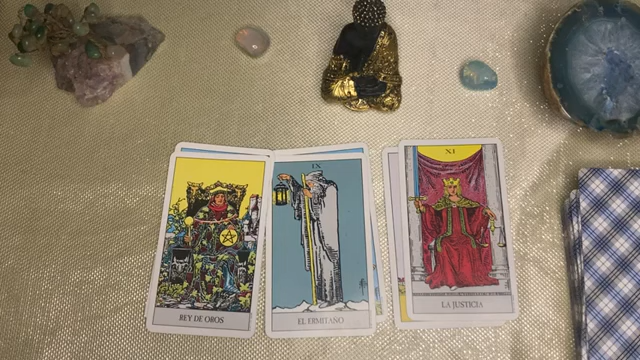 REY DE OROS
IX
EL ERMITAÑO
XI
LA JUSTICIA